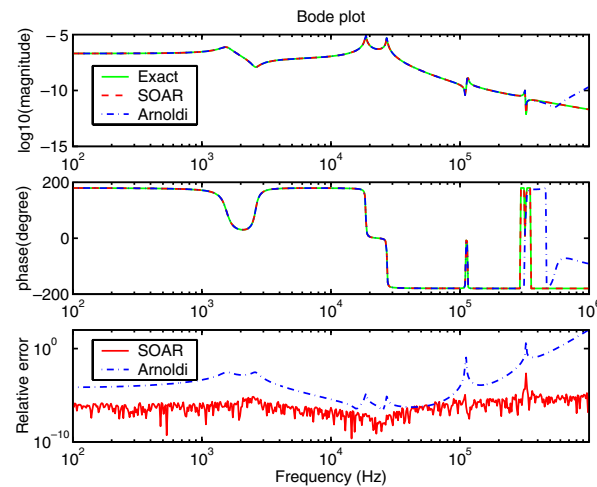 Bode plot
log10(magnitude)
−5
−10
−15
Exact
SOAR
Arnoldi
10^2 10^3 10^4 10^5
phase(degree)
200
0
−200
10^2 10^3 10^4 10^5 10^6
Relative error
10^0
10^−10
SOAR
Arnoldi
10^2 10^3 10^4 10^5
Frequency (Hz)